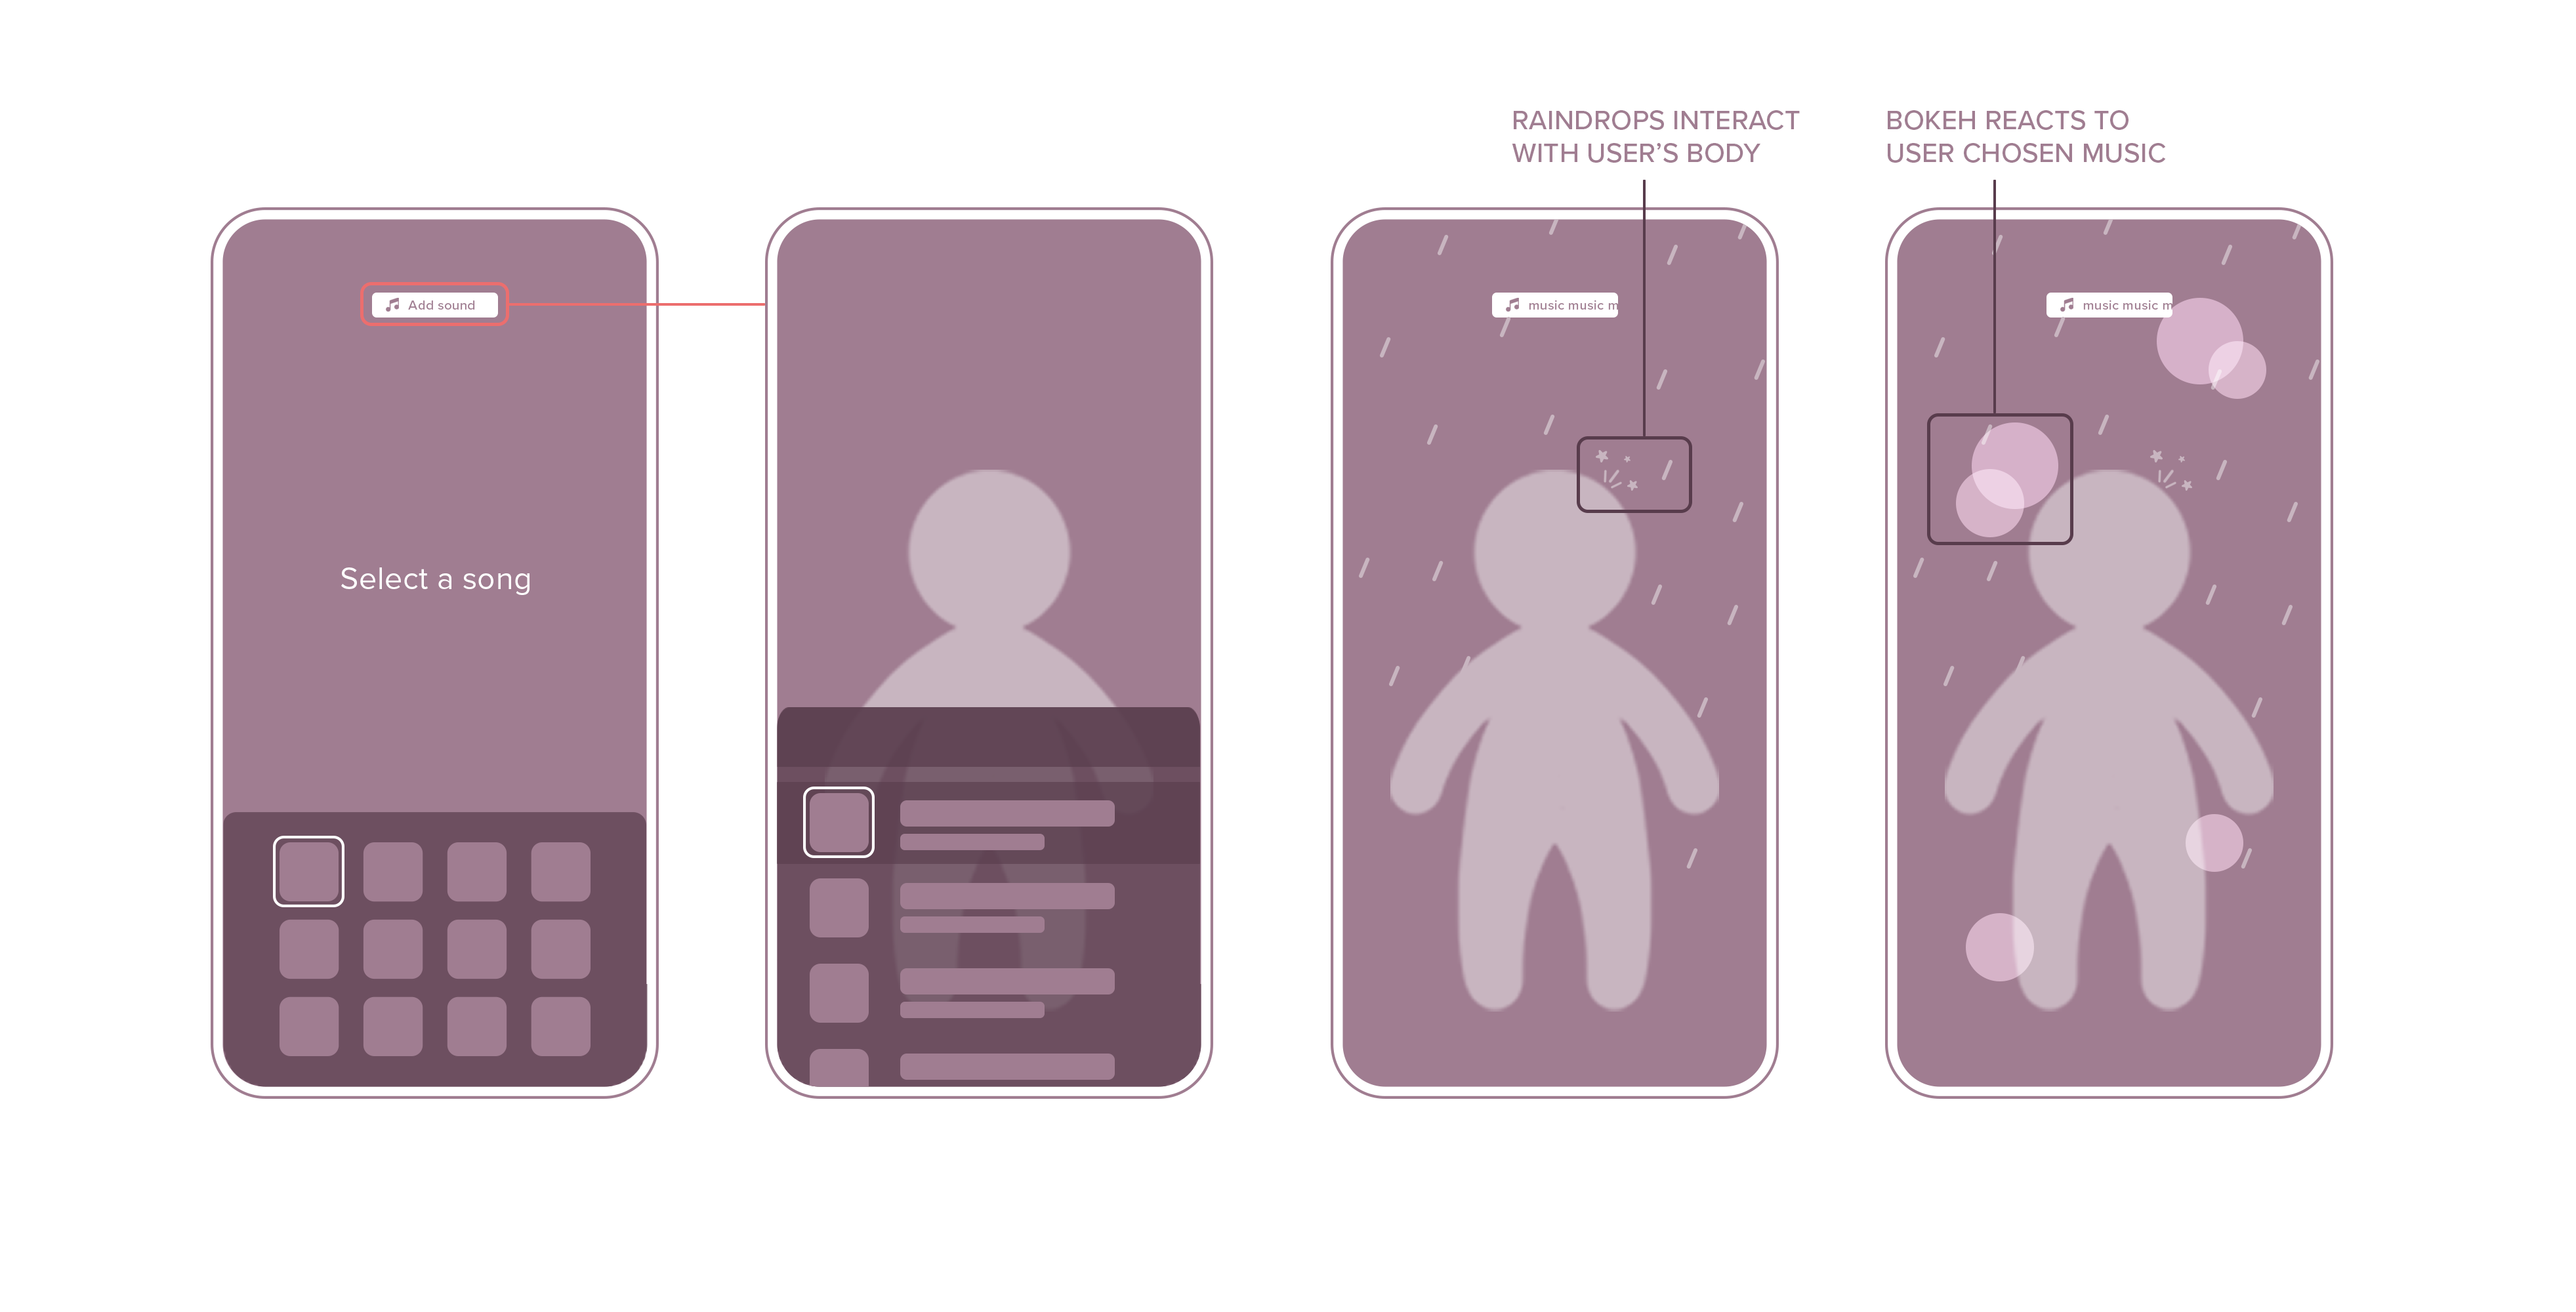 RAINDROPS INTERACT
WITH USER’S BODY
BOKEH REACTS TO
USER CHOSEN MUSIC
Add sound
music music m
music music m
Select a song